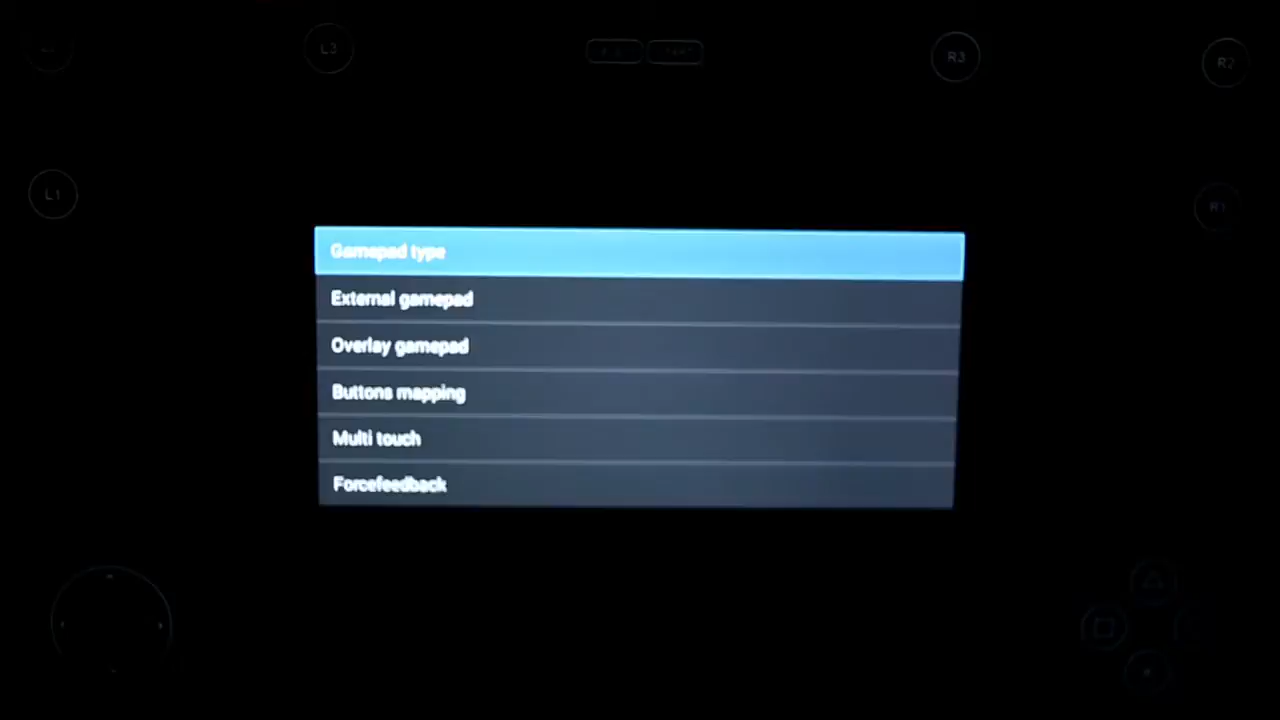 L3
R3
R2
L1
R1
Gamepad type
External gamepad
Overlay gamepad
Buttons mapping
Multi touch
Forcefeedback